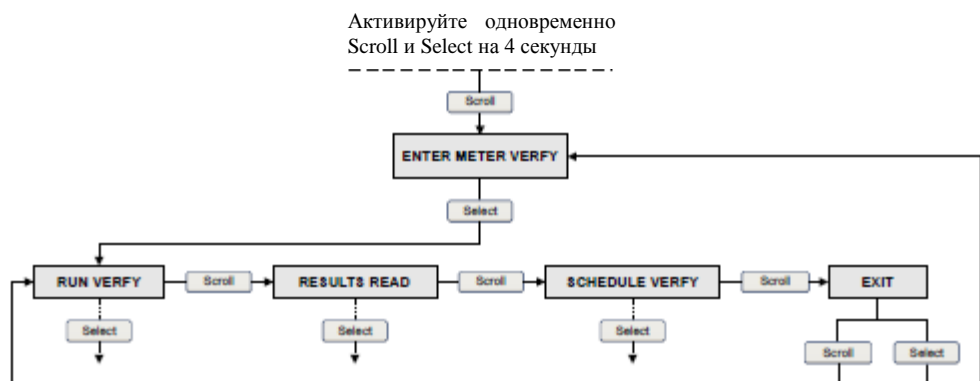 Активируйте одновременно
Scroll и Select на 4 секунды
Scroll
ENTER METER VERFY
Select
RUN VERFY
Scroll
RESULTS READ
Scroll
SCHEDULE VERFY
Scroll
EXIT
Select
Select
Select
Scroll
Select